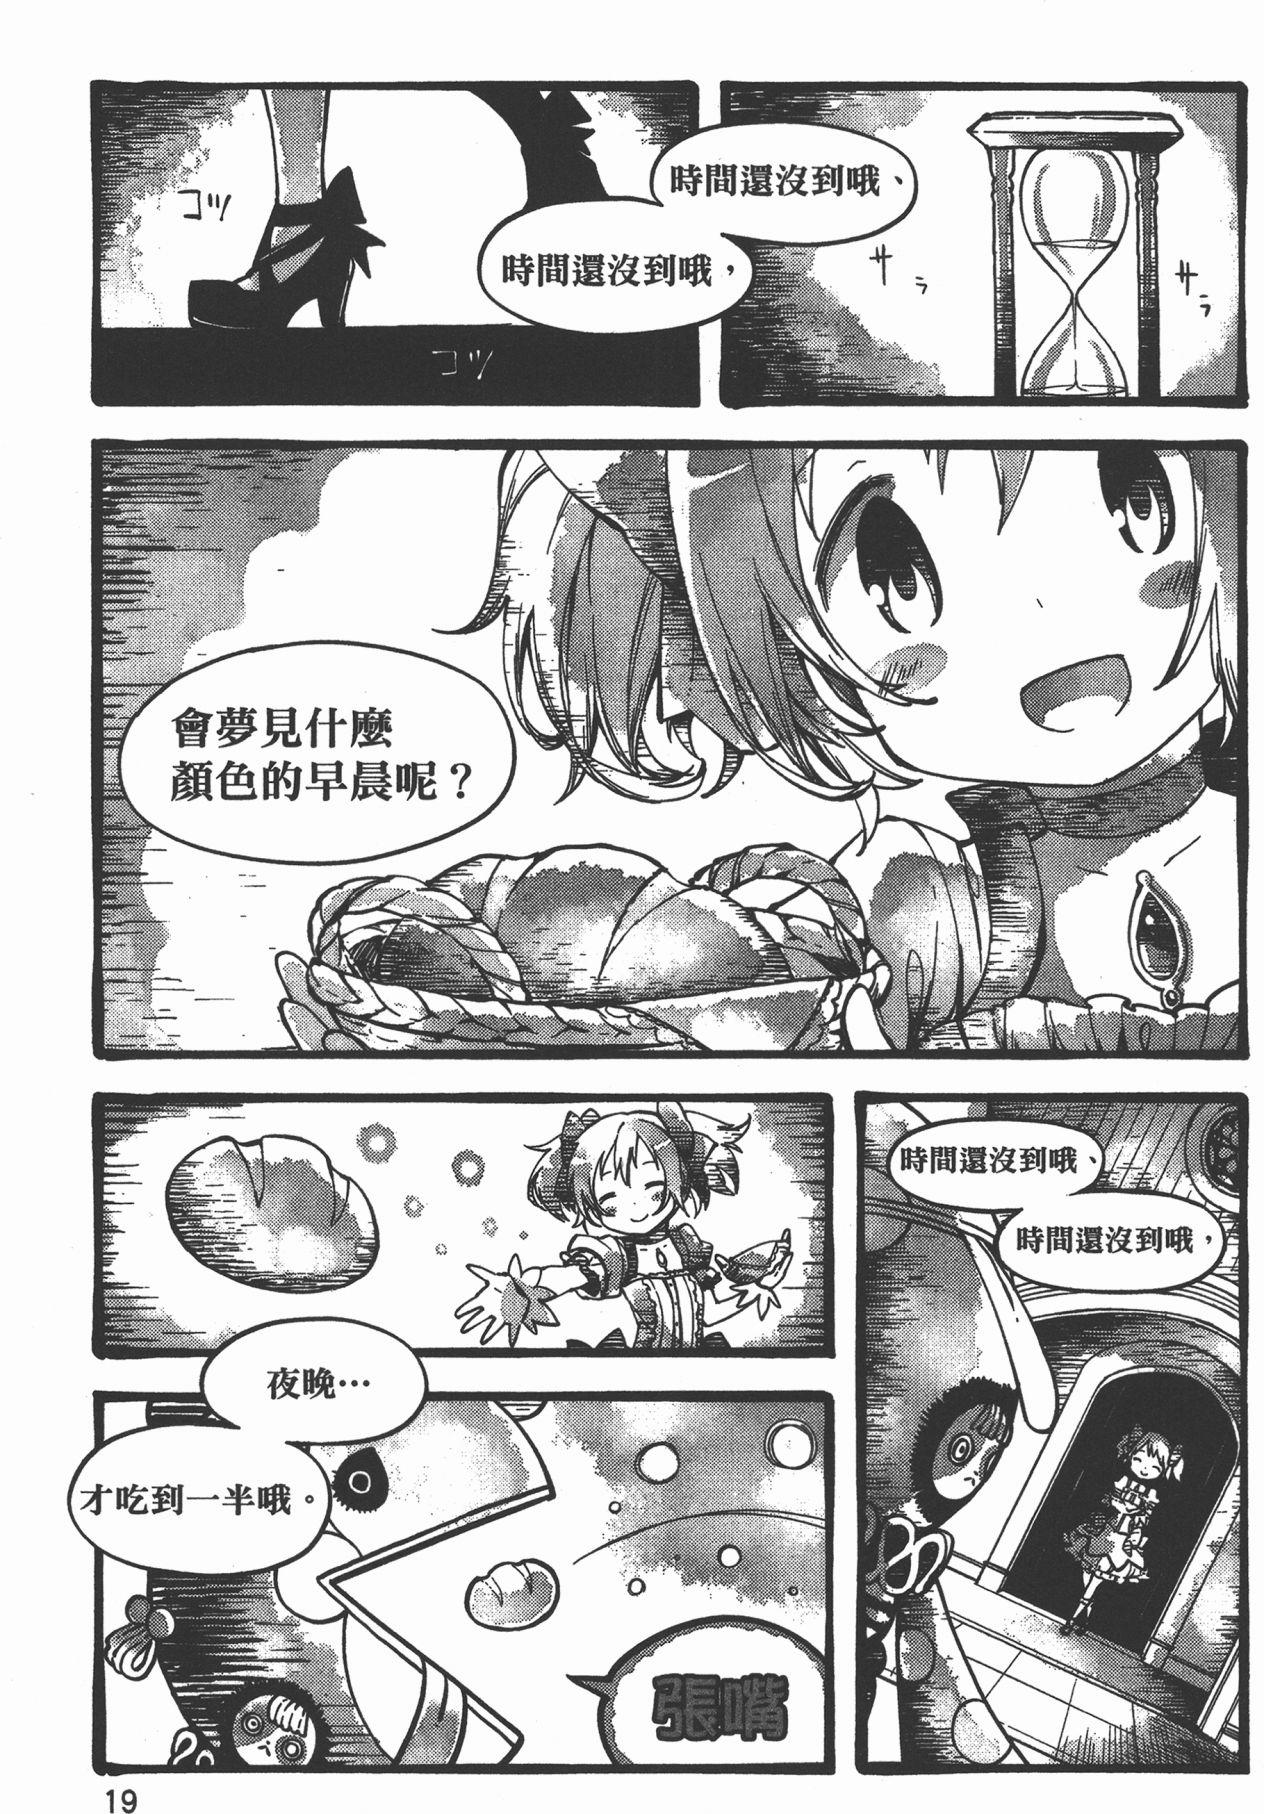 時間還沒到哦、
時間還沒到哦，
サラ
サラ
コツ
コツ
會夢見什麼
顏色的早晨呢？
時間還沒到哦、
時間還沒到哦，
夜晚…
才吃到一半哦。
張嘴
19